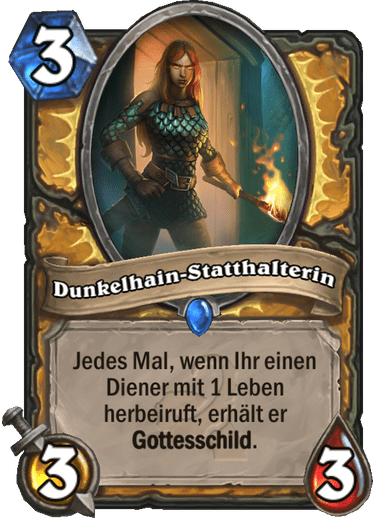 3
Dunkelhain-Statthalterin
Jedes Mal, wenn Ihr einen
Diener mit 1 Leben
herbeiruft, erhält er
Gottesschild.
3
3